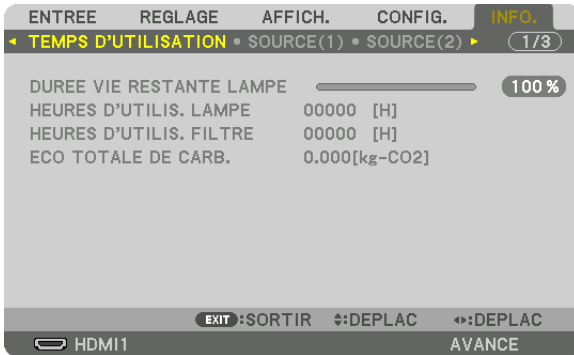 ENTREE REGLAGE AFFICH. CONFIG. INFO.
TEMPS D'UTILISATION • SOURCE(1) • SOURCE(2) 1/3
DUREE VIE RESTANTE LAMPE 100 %
HEURES D'UTILIS. LAMPE 00000 [H]
HEURES D'UTILIS. FILTRE 00000 [H]
ECO TOTALE DE CARB. 0.000[kg-CO2]
EXIT :SORTIR :DEPLAC :DEPLAC
HDMI1 AVANCE